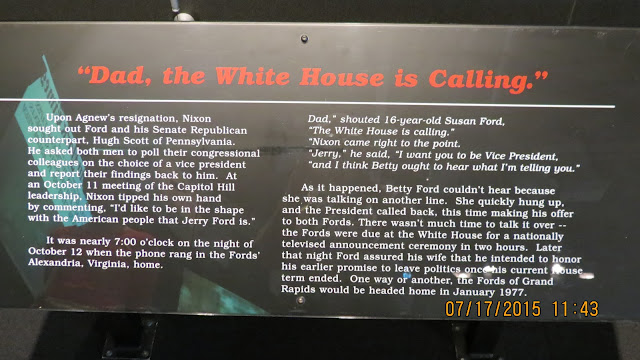 "Dad, the White House is Calling."
Upon Agnew's resignation, Nixon
sought out Ford and his Senate Republican
counterpart, Hugh Scott of Pennsylvania.
He asked both men to poll their congressional
colleagues on the choice of a vice president
and report their findings back to him. At
an October 11 meeting of the Capitol Hill
leadership, Nixon tipped his own hand
by commenting, "I'd like to be in the shape
with the American people that Jerry Ford is."
It was nearly 7:00 o'clock on the night of
October 12 when the phone rang in the Fords'
Alexandria, Virginia, home.
Dad," shouted 16-year-old Susan Ford,
"The White House is calling."
"Nixon came right to the point.
"Jerry," he said, "I want you to be Vice President,
"and I think Betty ought to hear what I'm telling you."
As it happened, Betty Ford couldn't hear because
she was talking on another line. She quickly hung up,
and the President called back, this time making his offer
to both Fords. There wasn't much time to talk it over --
the Fords were due at the White House for a nationally
televised announcement ceremony in two hours. Later
that night Ford assured his wife that he intended to honor
his earlier promise to leave politics once his current House
term ended. One way or another, the Fords of Grand
Rapids would be headed home in January 1977.
07/17/2015 11:43